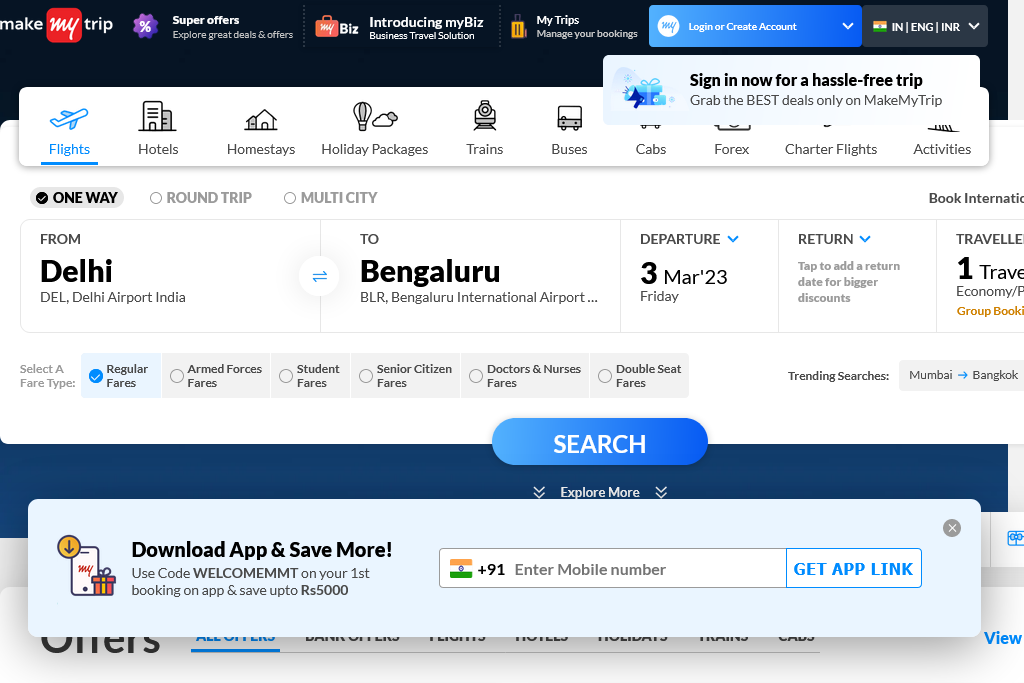 make my trip
%
Super offers
Explore great deals & offers
my Biz
Introducing myBiz
Business Travel Solution
My Trips
Manage your bookings
my
Login or Create Account
IN | ENG | INR
Sign in now for a hassle-free trip
Grab the BEST deals only on MakeMyTrip
Flights
Hotels
Homestays
Holiday Packages
Trains
Buses
Cabs
Forex
Charter Flights
Activities
ONE WAY
ROUND TRIP
MULTI CITY
Book Internatio
FROM
Delhi
DEL, Delhi Airport India
TO
Bengaluru
BLR, Bengaluru International Airport ...
DEPARTURE
3 Mar'23
Friday
RETURN
Tap to add a return
date for bigger
discounts
TRAVELLE
1 Trave
Economy/P
Group Booki
Select A
Fare Type:
Regular
Fares
Armed Forces
Fares
Student
Fares
Senior Citizen
Fares
Doctors & Nurses
Fares
Double Seat
Fares
Trending Searches:
Mumbai → Bangkok
SEARCH
Explore More
my
Download App & Save More!
Use Code WELCOMEMMT on your 1st
booking on app & save upto Rs5000
+91
Enter Mobile number
GET APP LINK
Offers
ALL OFFERS
BANK OFFERS
FLIGHTS
HOTELS
HOLIDAYS
TRAINS
CABS
View